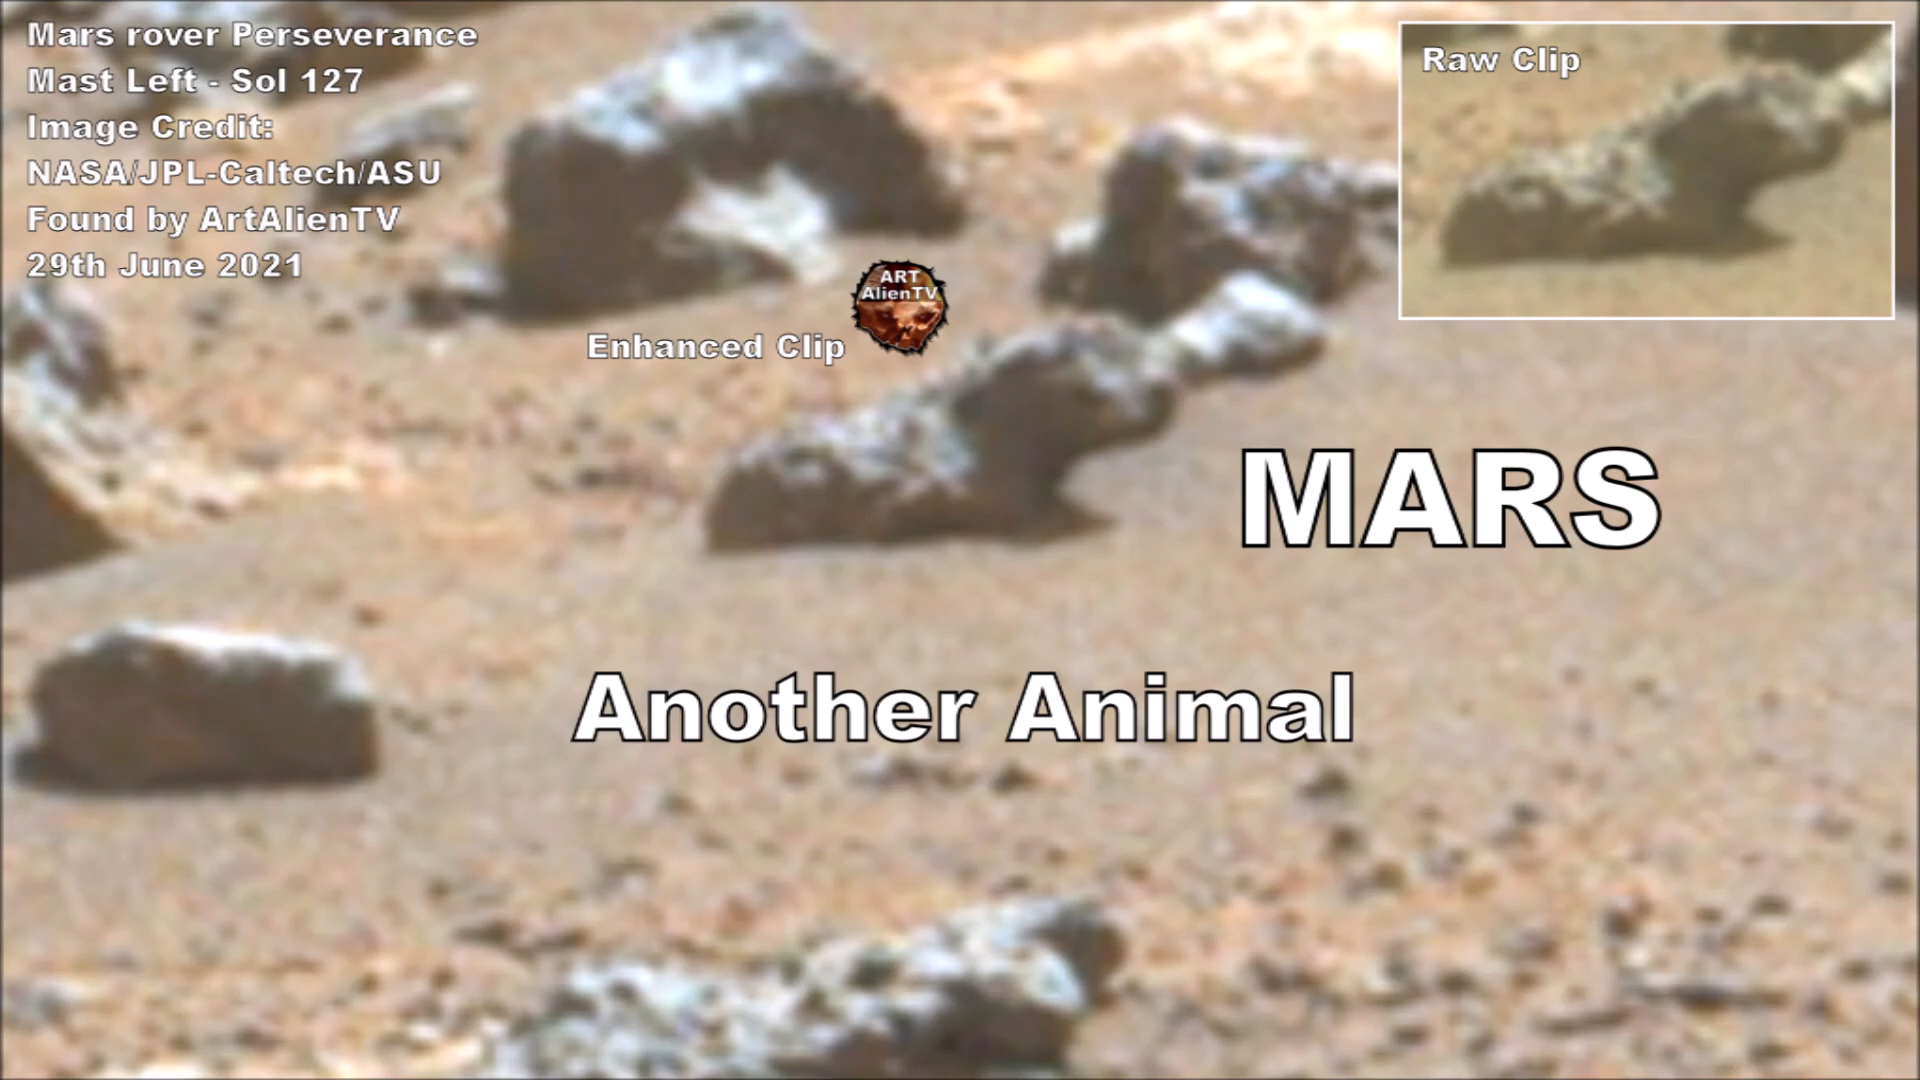 Mars rover Perseverance
Mast Left - Sol 127
Image Credit:
NASA/JPL-Caltech/ASU
Found by ArtAlienTV
29th June 2021
Raw Clip
ART
AlienTV
Enhanced Clip
MARS
Another Animal